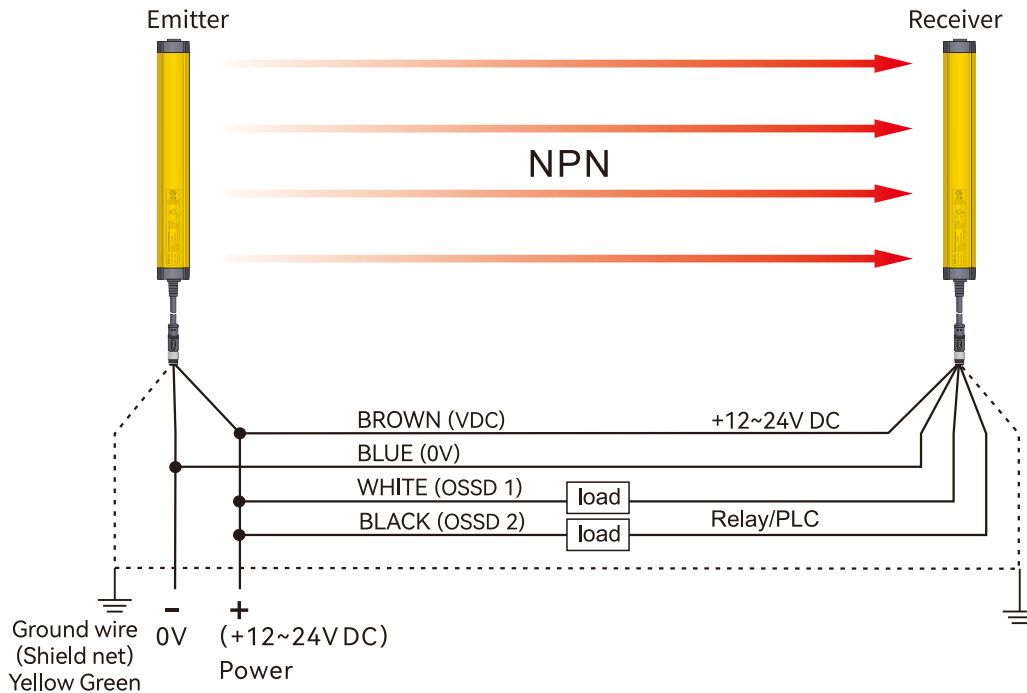 Emitter
Receiver
NPN
BROWN (VDC)
+12~24V DC
BLUE (0V)
WHITE (OSSD 1)
load
BLACK (OSSD 2)
load
Relay/PLC
-
+
Ground wire
(Shield net)
Yellow Green
0V
(+12~24V DC)
Power